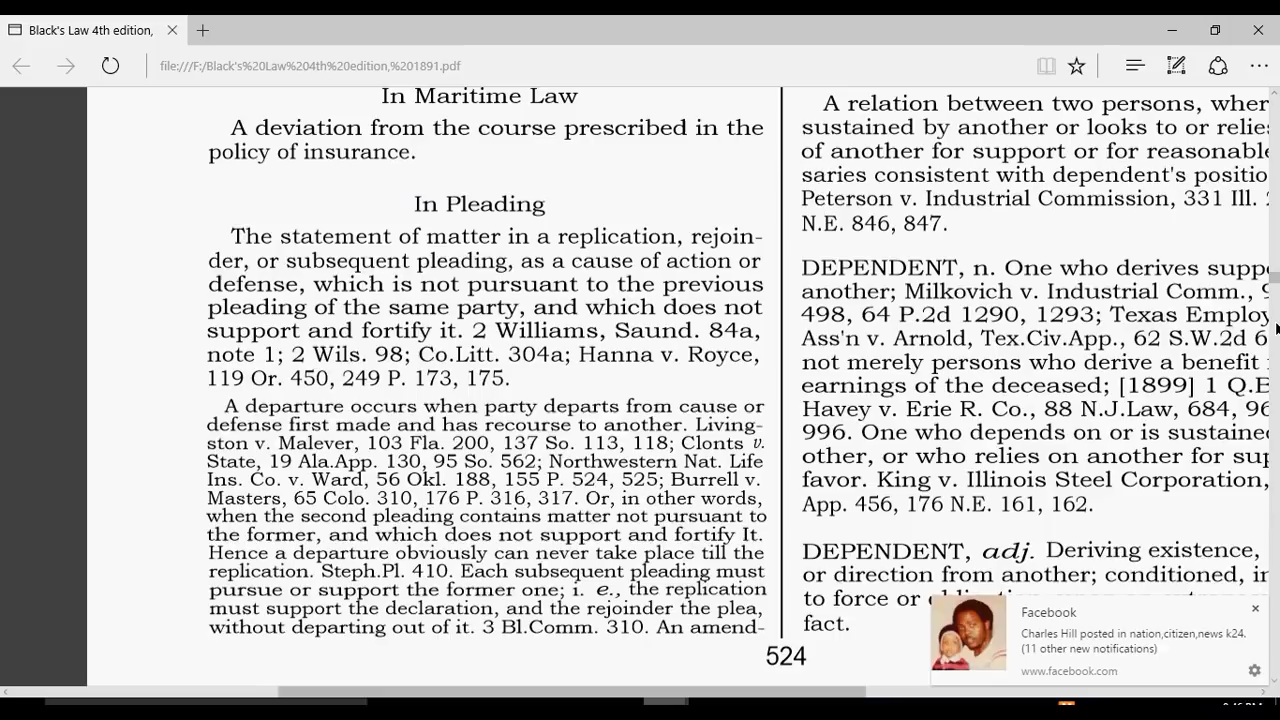 Black's Law 4th edition,
file:///F:/Black's%20Law%204th%20edition,%201891.pdf
In Maritime Law
A deviation from the course prescribed in the
policy of insurance.
In Pleading
The statement of matter in a replication, rejoin-
der, or subsequent pleading, as a cause of action or
defense, which is not pursuant to the previous
pleading of the same party, and which does not
support and fortify it. 2 Williams, Saund. 84a,
note 1; 2 Wils. 98; Co.Litt. 304a; Hanna v. Royce,
119 Or. 450, 249 P. 173, 175.
A departure occurs when party departs from cause or
defense first made and has recourse to another. Living-
ston v. Malever, 103 Fla. 200, 137 So. 113, 118; Clonts v.
State, 19 Ala.App. 130, 95 So. 562; Northwestern Nat. Life
Ins. Co. v. Ward, 56 Okl. 188, 155 P. 524, 525; Burrell v.
Masters, 65 Colo. 310, 176 P. 316, 317. Or, in other words,
when the second pleading contains matter not pursuant to
the former, and which does not support and fortify It.
Hence a departure obviously can never take place till the
replication. Steph.Pl. 410. Each subsequent pleading must
pursue or support the former one; i. e., the replication
must support the declaration, and the rejoinder the plea,
without departing out of it. 3 Bl.Comm. 310. An amend-
A relation between two persons, wher
sustained by another or looks to or relies
of another for support or for reasonable
saries consistent with dependent's positio
Peterson v. Industrial Commission, 331 Ill.
N.E. 846, 847.
DEPENDENT, n. One who derives supp
another; Milkovich v. Industrial Comm., 9
498, 64 P.2d 1290, 1293; Texas Employ
Ass'n v. Arnold, Tex.Civ.App., 62 S.W.2d 6
not merely persons who derive a benefit
earnings of the deceased; [1899] 1 Q.B
Havey v. Erie R. Co., 88 N.J.Law, 684, 96
996. One who depends on or is sustained
other, or who relies on another for sup
favor. King v. Illinois Steel Corporation,
App. 456, 176 N.E. 161, 162.
DEPENDENT, adj. Deriving existence,
or direction from another; conditioned, in
to force or
fact.
524
Facebook
Charles Hill posted in nation,citizen,news k24.
(11 other new notifications)
www.facebook.com